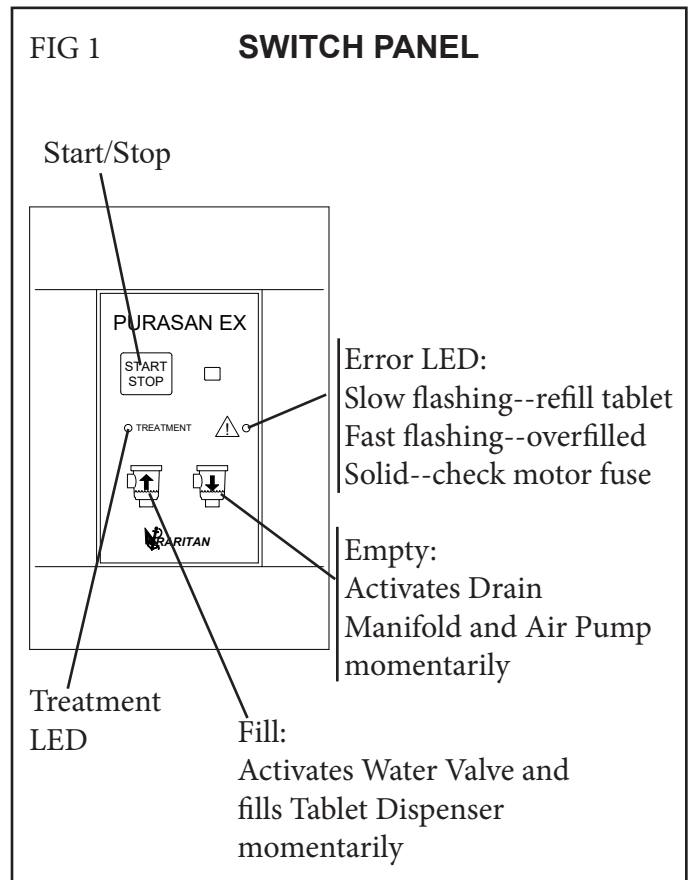 FIG 1 SWITCH PANEL
Start/Stop
PURASAN EX
START
STOP
TREATMENT
RARITAN
Error LED:
Slow flashing--refill tablet
Fast flashing--overfilled
Solid--check motor fuse
Empty:
Activates Drain
Manifold and Air Pump
momentarily
Treatment
LED
Fill:
Activates Water Valve and
fills Tablet Dispenser
momentarily